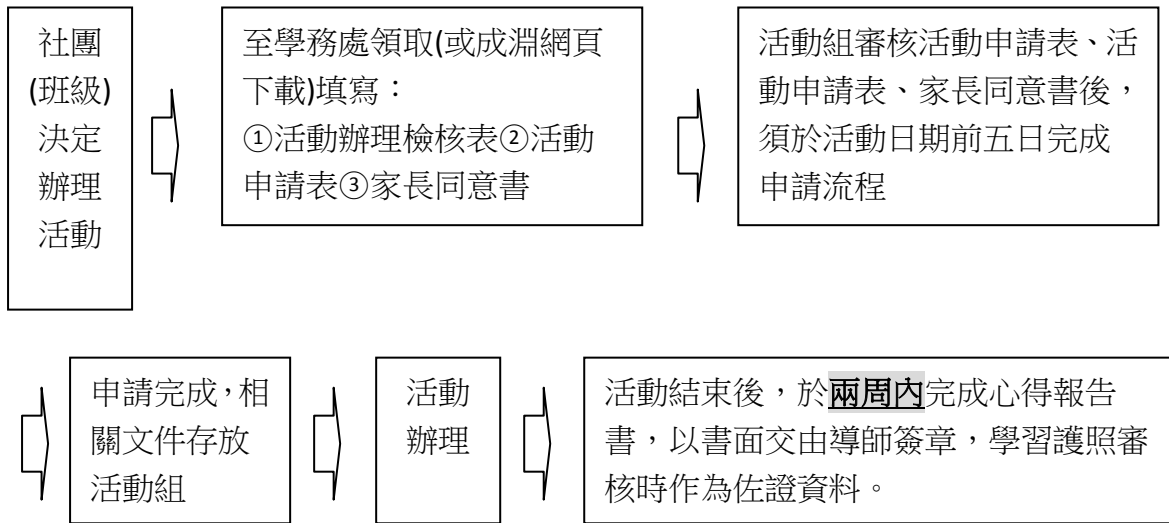 社團
(班級)
決定
辦理
活動
至學務處領取(或成淵網頁
下載)填寫：
①活動辦理檢核表②活動
申請表③家長同意書
活動組審核活動申請表、活
動申請表、家長同意書後，
須於活動日期前五日完成
申請流程
申請完成，相
關文件存放
活動組
活動
辦理
活動結束後，於兩周內完成心得報告
書，以書面交由導師簽章，學習護照審
核時作為佐證資料。